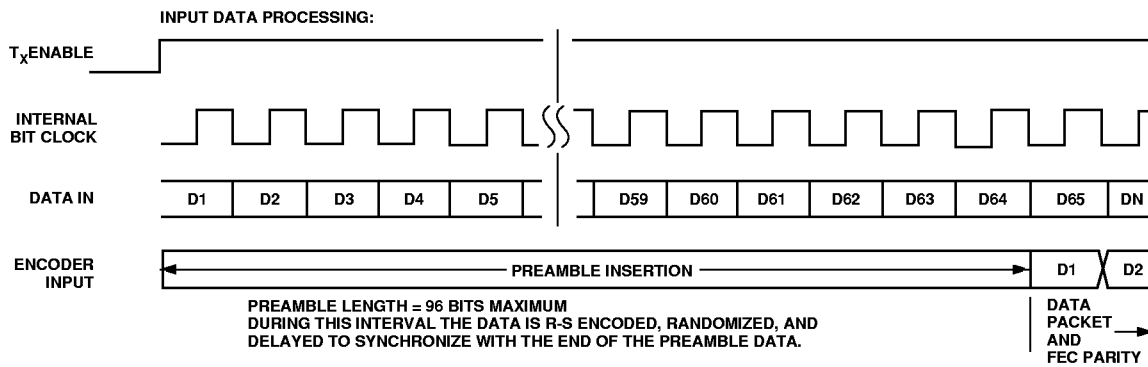 INPUT DATA PROCESSING:
TXENABLE
INTERNAL
BIT CLOCK
DATA IN
D1 D2 D3 D4 D5 D59 D60 D61 D62 D63 D64 D65 DN
ENCODER
INPUT
PREAMBLE INSERTION
D1 D2
PREAMBLE LENGTH = 96 BITS MAXIMUM
DURING THIS INTERVAL THE DATA IS R-S ENCODED, RANDOMIZED, AND
DELAYED TO SYNCHRONIZE WITH THE END OF THE PREAMBLE DATA.
DATA
PACKET
AND
FEC PARITY